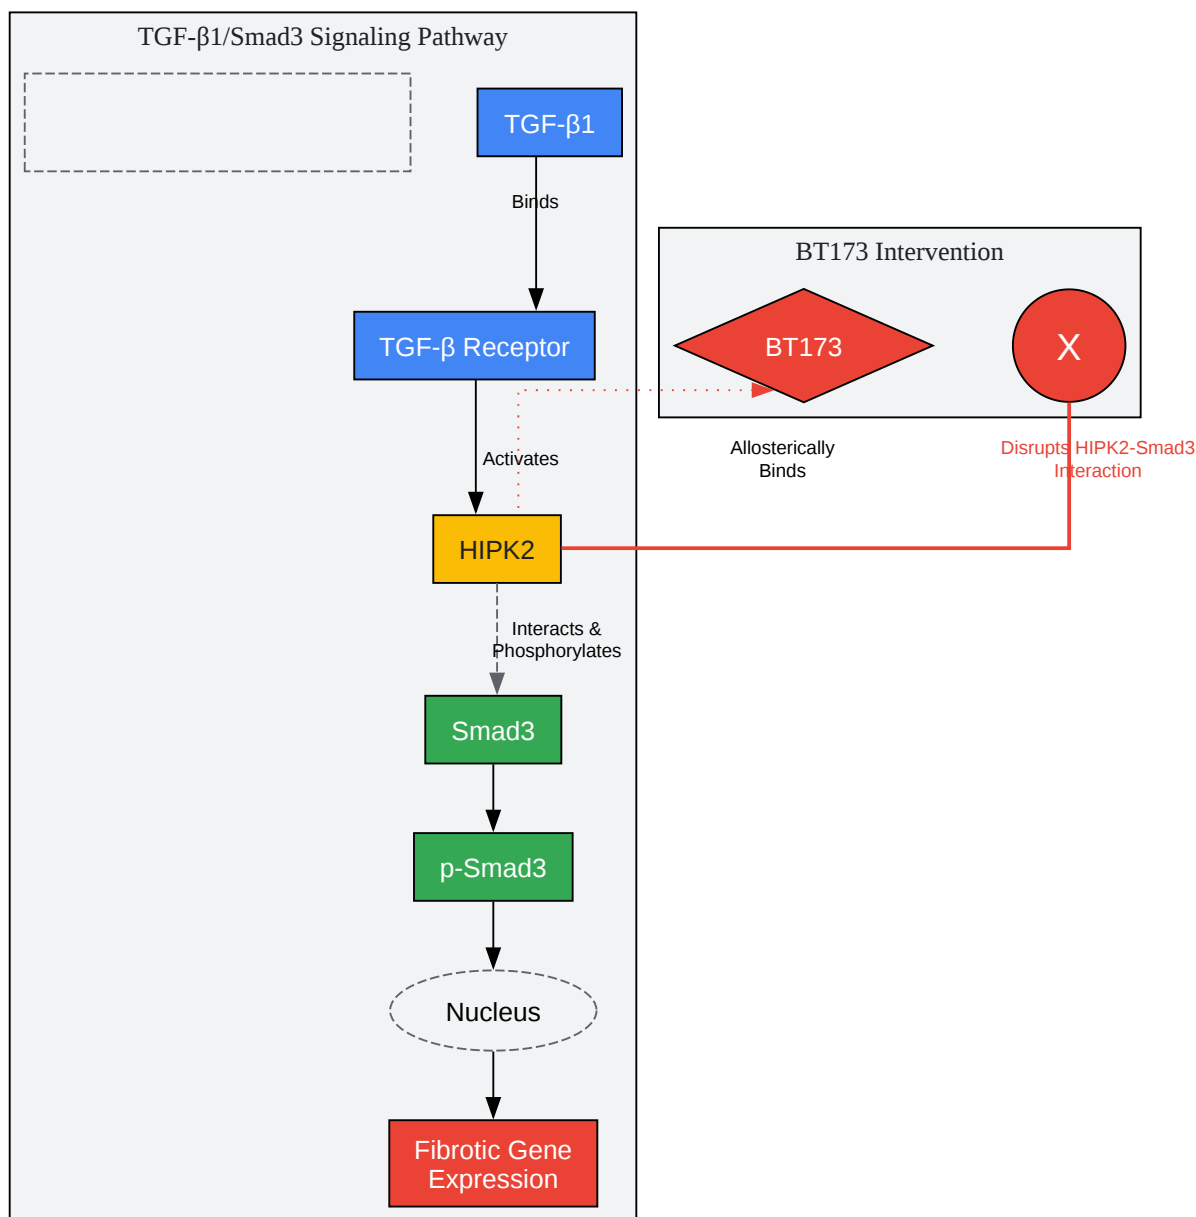 TGF-β1/Smad3 Signaling Pathway
TGF-β1
Binds
BT173 Intervention
TGF-β Receptor
BT173
X
Activates
Allosterically
Binds
Disrupts HIPK2-Smad3
Interaction
HIPK2
Interacts &
Phosphorylates
Smad3
p-Smad3
Nucleus
Fibrotic Gene
Expression